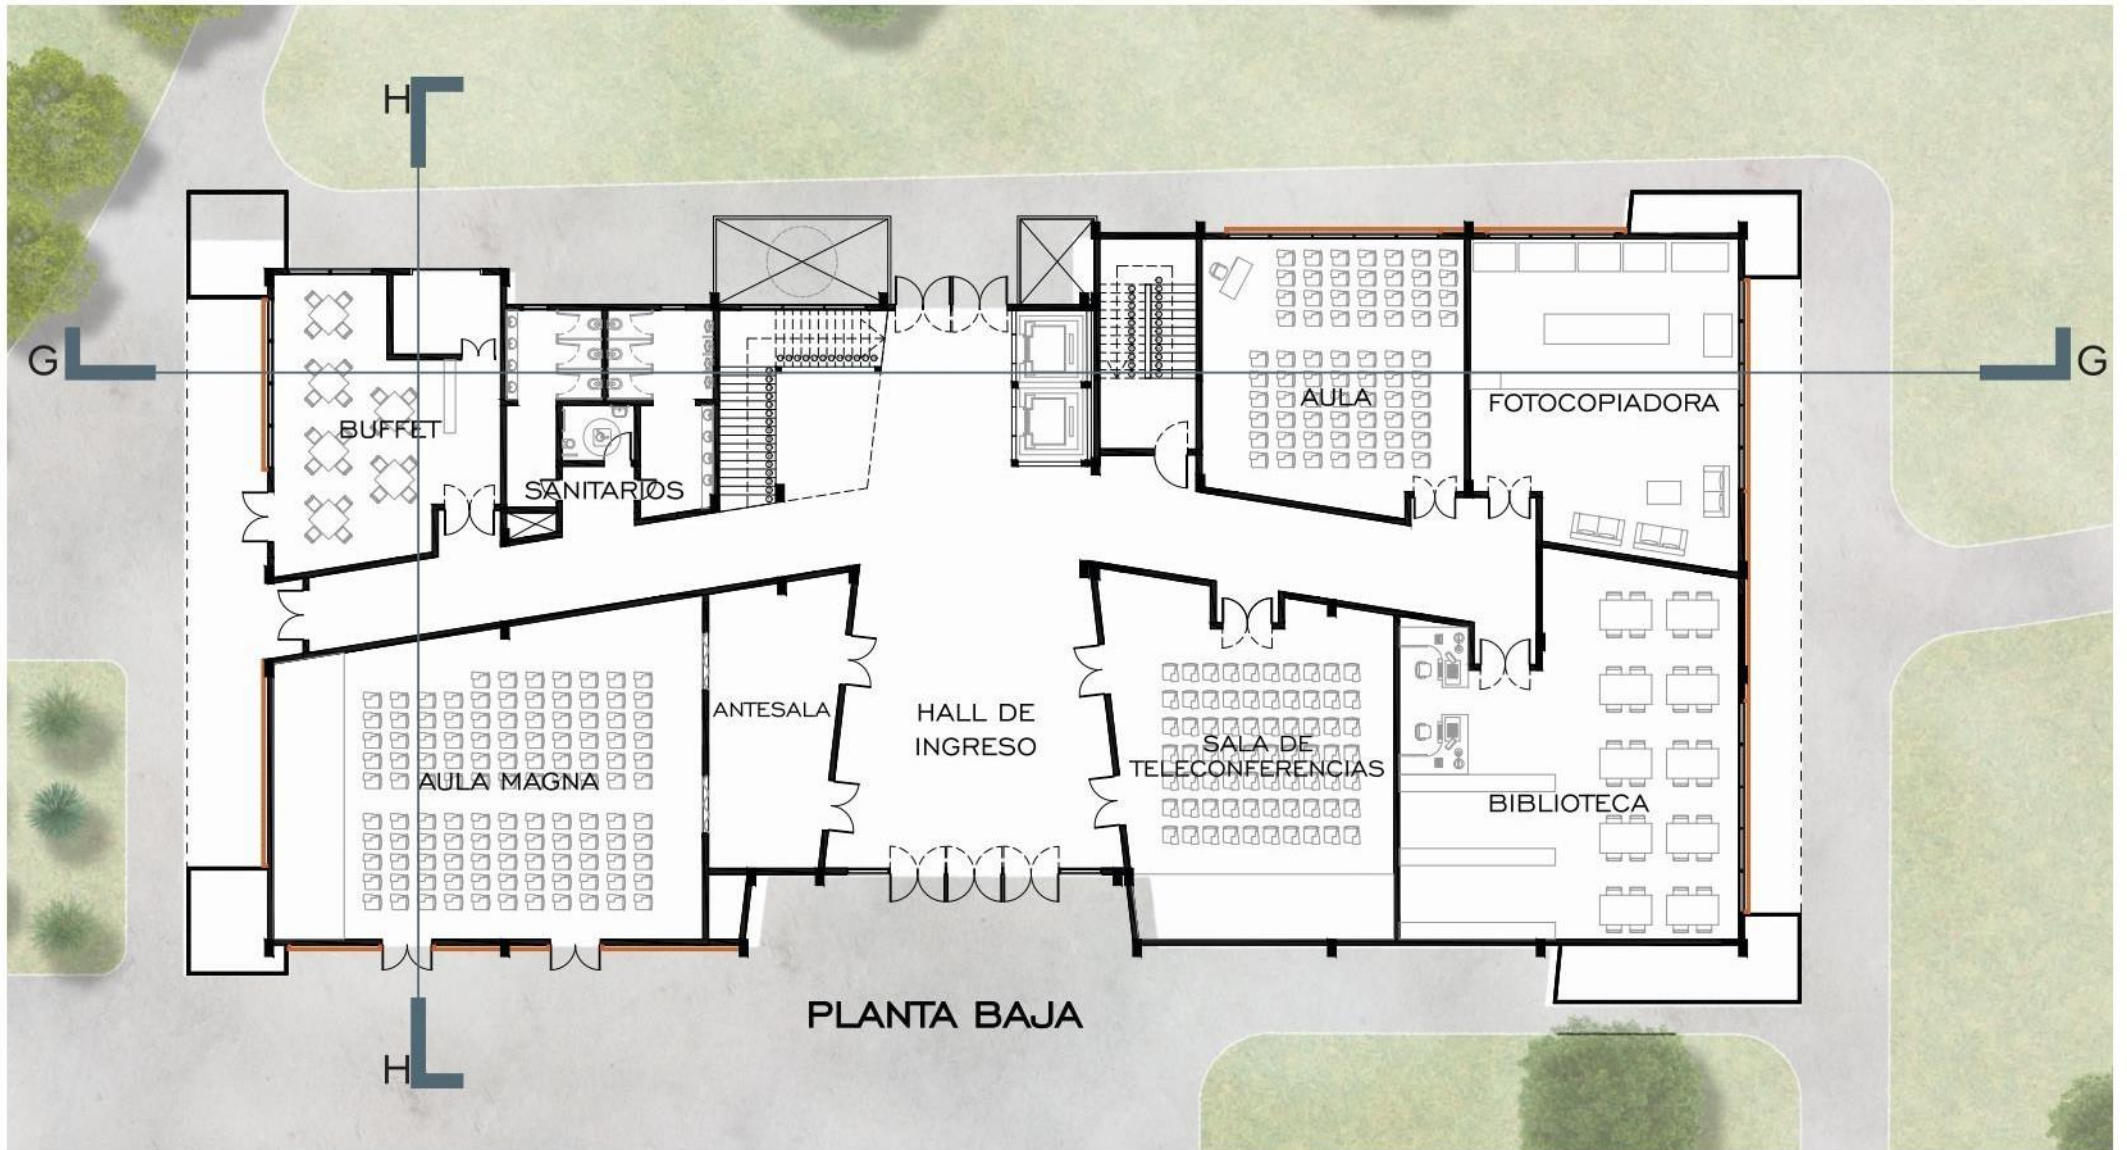 H
G
G
AULA
FOTOCOPIADORA
BUFFET
SANITARIOS
ANTESALA
HALL DE
INGRESO
SALA DE
TELECONFERENCIAS
AULA MAGNA
BIBLIOTECA
PLANTA BAJA
H